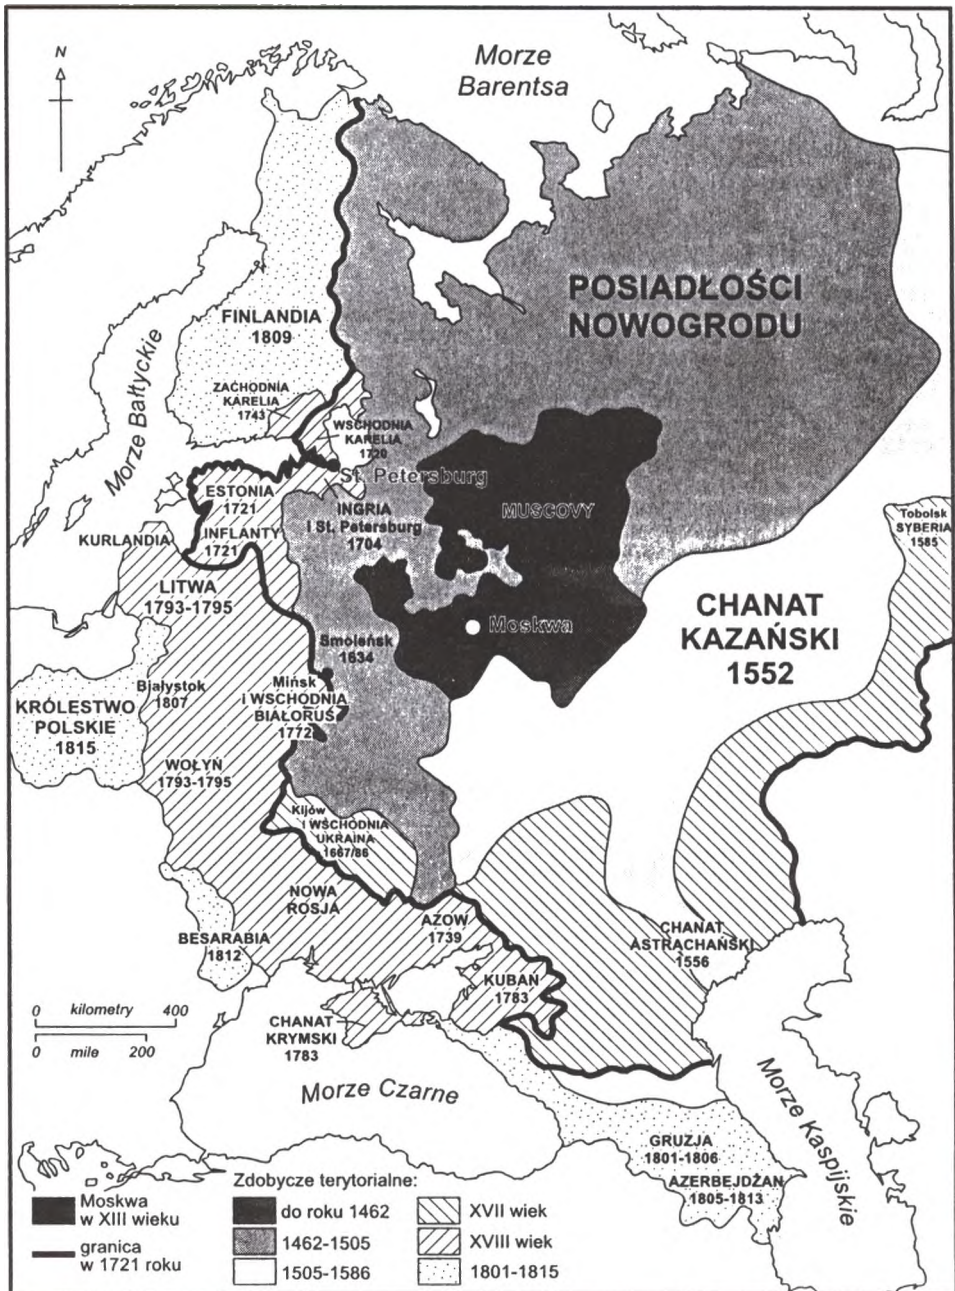 N
Morze
Barentsa
POSIADŁOŚCI
NOWOGRODU
FINLANDIA
1809
Morze Bałtyckie
ZACHODNIA
KARELIA
1743
WSCHODNIA
KARELIA
1720
St. Petersburg
ESTONIA
1721
INGRIA
i St. Petersburg
1704
MUSCOVY
Tobolsk
SYBERIA
1585
KURLANDIA
INFLANTY
1721
LITWA
1793-1795
CHANAT
KAZAŃSKI
1552
Moskwa
Smoleńsk
1634
Mińsk
i WSCHODNIA
BIAŁORUŚ
1772
Białystok
1807
KRÓLESTWO
POLSKIE
1815
WOŁYŃ
1793-1795
Kijów
i WSCHODNIA
UKRAINA
1667/86
NOWA
ROSJA
AZOW
1739
BESARABIA
1812
CHANAT
ASTRACHAŃSKI
1556
KUBAŃ
1783
0 kilometry 400
0 mile 200
CHANAT
KRYMSKI
1783
Morze Czarne
Morze Kaspijskie
GRUZJA
1801-1806
AZERBEJDŻAN
1805-1813
Moskwa
w XIII wieku
granica
w 1721 roku
Zdobycze terytorialne:
do roku 1462
1462-1505
1505-1586
XVII wiek
XVIII wiek
1801-1815